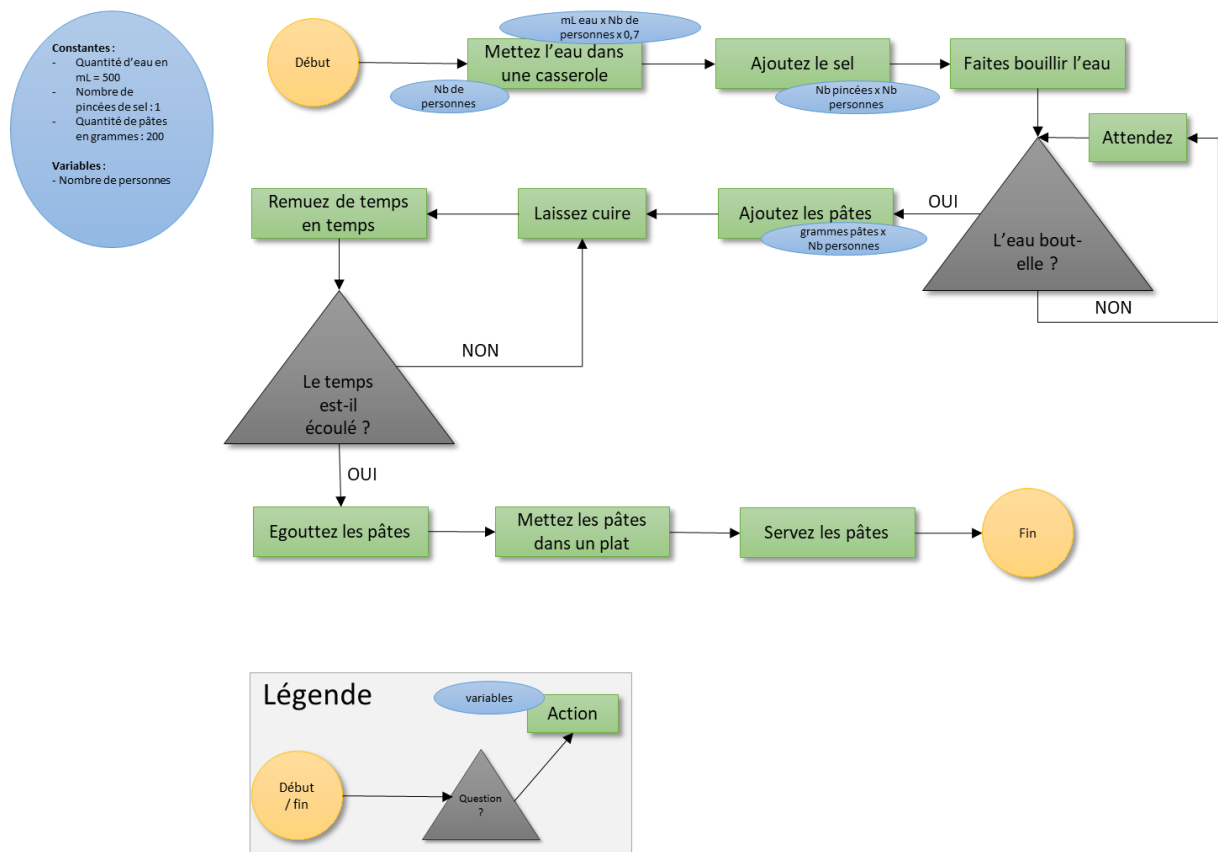 Constantes :
- Quantité d'eau en
mL = 500
- Nombre de
pincées de sel : 1
- Quantité de pâtes
en grammes : 200
Variables :
- Nombre de personnes
Début
mL eau x Nb de
personnes x 0,7
Mettez l'eau dans
une casserole
Nb de
personnes
Ajoutez le sel
Nb pincées x Nb
personnes
Faites bouillir l'eau
Attendez
L'eau bout-
elle ?
NON
OUI
Ajoutez les pâtes
grammes pâtes x
Nb personnes
Laissez cuire
Remuez de temps
en temps
Le temps
est-il
écoulé ?
NON
OUI
Egouttez les pâtes
Mettez les pâtes
dans un plat
Servez les pâtes
Fin
Légende
variables
Action
Début
/ fin
Question
?